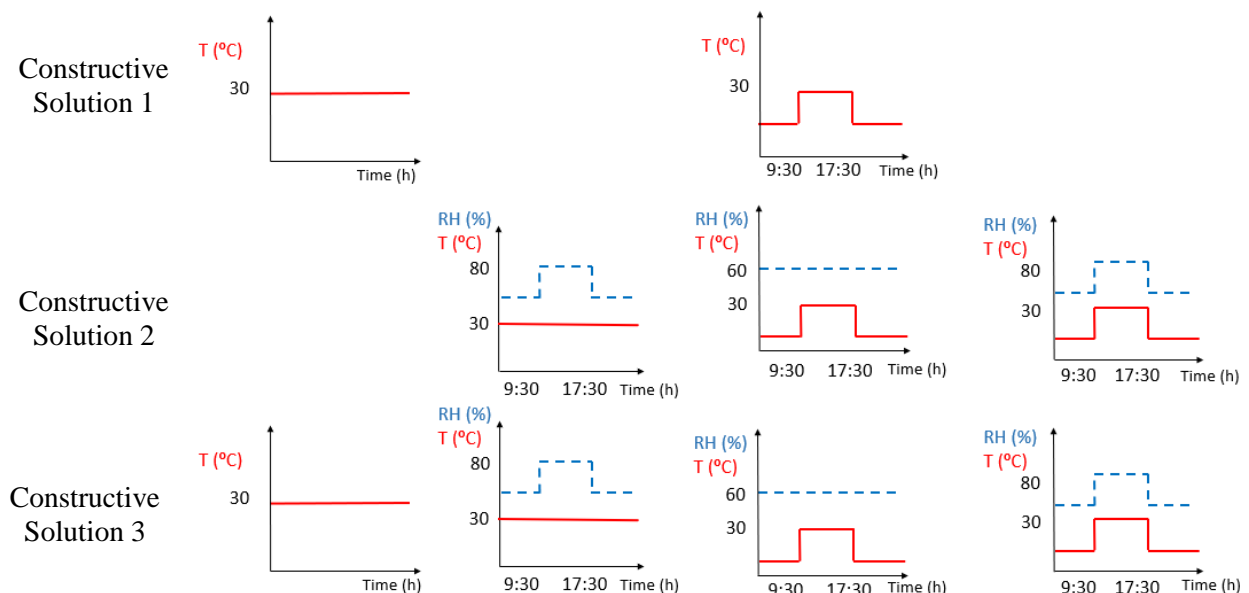 Constructive
Solution 1
T (ºC)
30
Time (h)
T (ºC)
30
9:30 17:30 Time (h)
Constructive
Solution 2
RH (%)
T (ºC)
80
30
9:30 17:30 Time (h)
RH (%)
T (ºC)
60
30
9:30 17:30 Time (h)
RH (%)
T (ºC)
80
30
9:30 17:30 Time (h)
Constructive
Solution 3
T (ºC)
30
Time (h)
RH (%)
T (ºC)
80
30
9:30 17:30 Time (h)
RH (%)
T (ºC)
60
30
9:30 17:30 Time (h)
RH (%)
T (ºC)
80
30
9:30 17:30 Time (h)